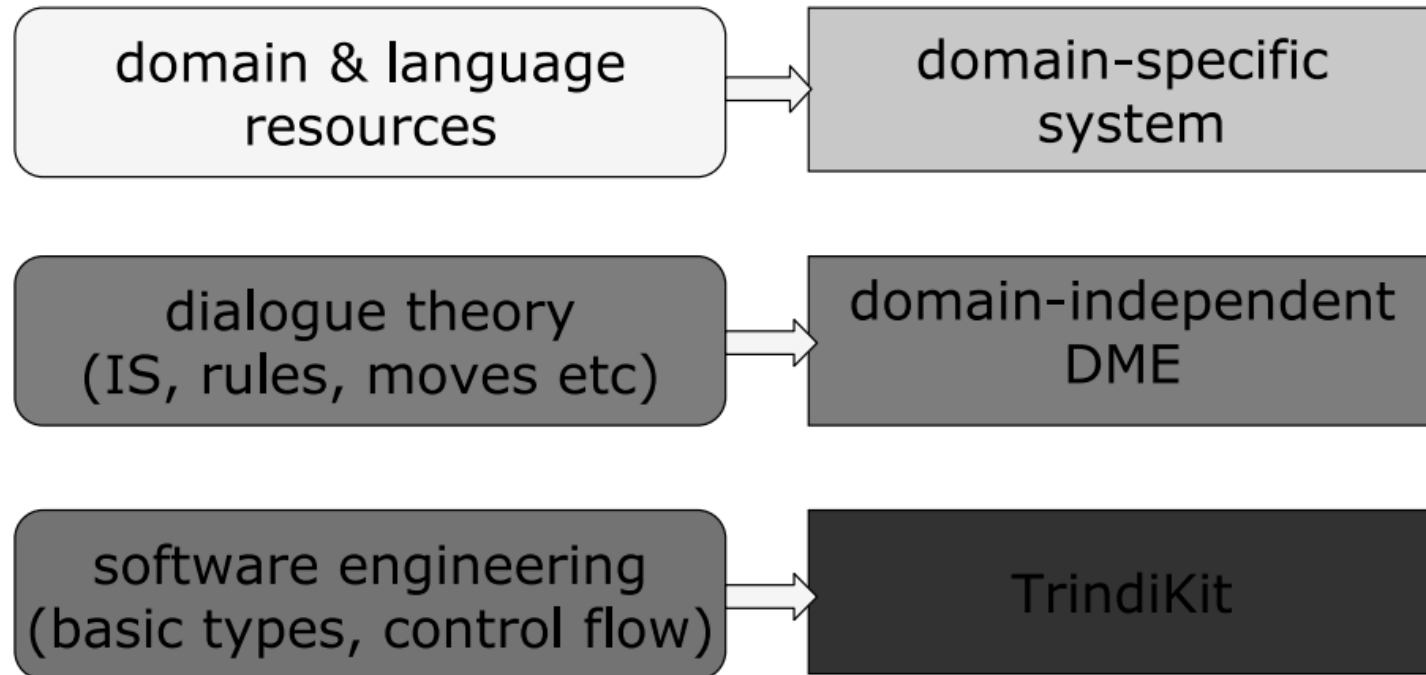 domain & language
resources
domain-specific
system
dialogue theory
(IS, rules, moves etc)
domain-independent
DME
software engineering
(basic types, control flow)
TrindiKit